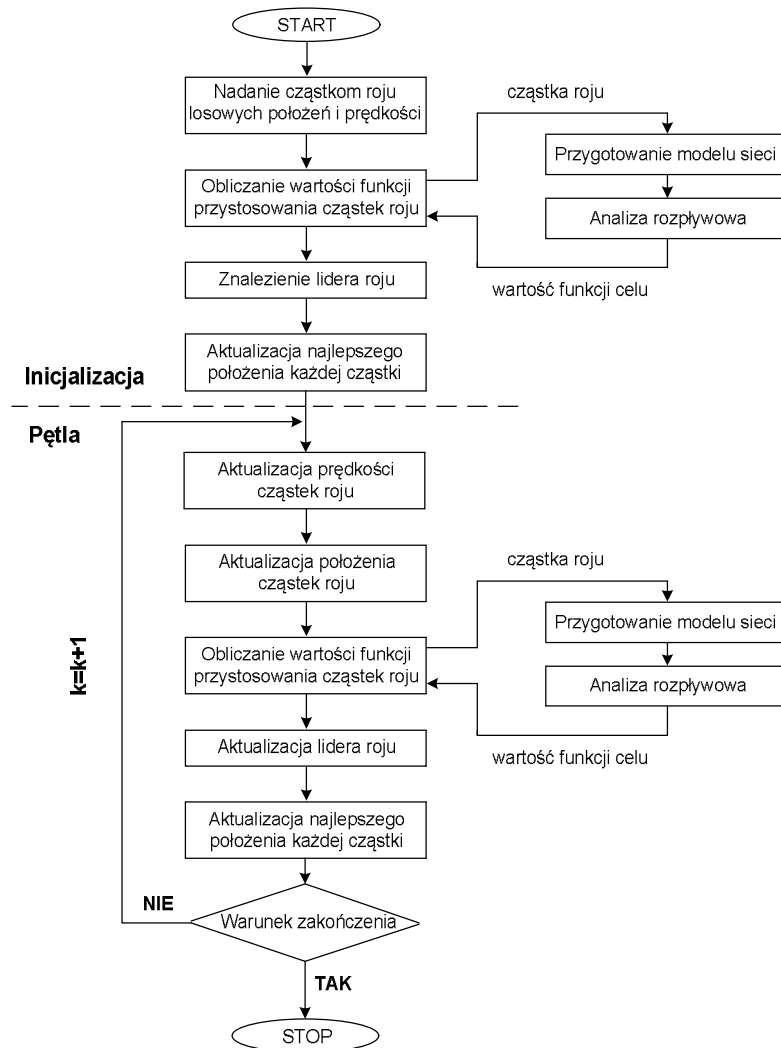 START
Nadanie cząstkom roju
losowych położeń i prędkości
cząstka roju
Przygotowanie modelu sieci
Obliczanie wartości funkcji
przystosowania cząstek roju
Analiza rozpływowa
wartość funkcji celu
Znalezienie lidera roju
Aktualizacja najlepszego
położenia każdej cząstki
Inicjalizacja
Pętla
Aktualizacja prędkości
cząstek roju
Aktualizacja położenia
cząstek roju
cząstka roju
Przygotowanie modelu sieci
Obliczanie wartości funkcji
przystosowania cząstek roju
Analiza rozpływowa
wartość funkcji celu
k=k+1
Aktualizacja lidera roju
Aktualizacja najlepszego
położenia każdej cząstki
NIE
Warunek zakończenia
TAK
STOP